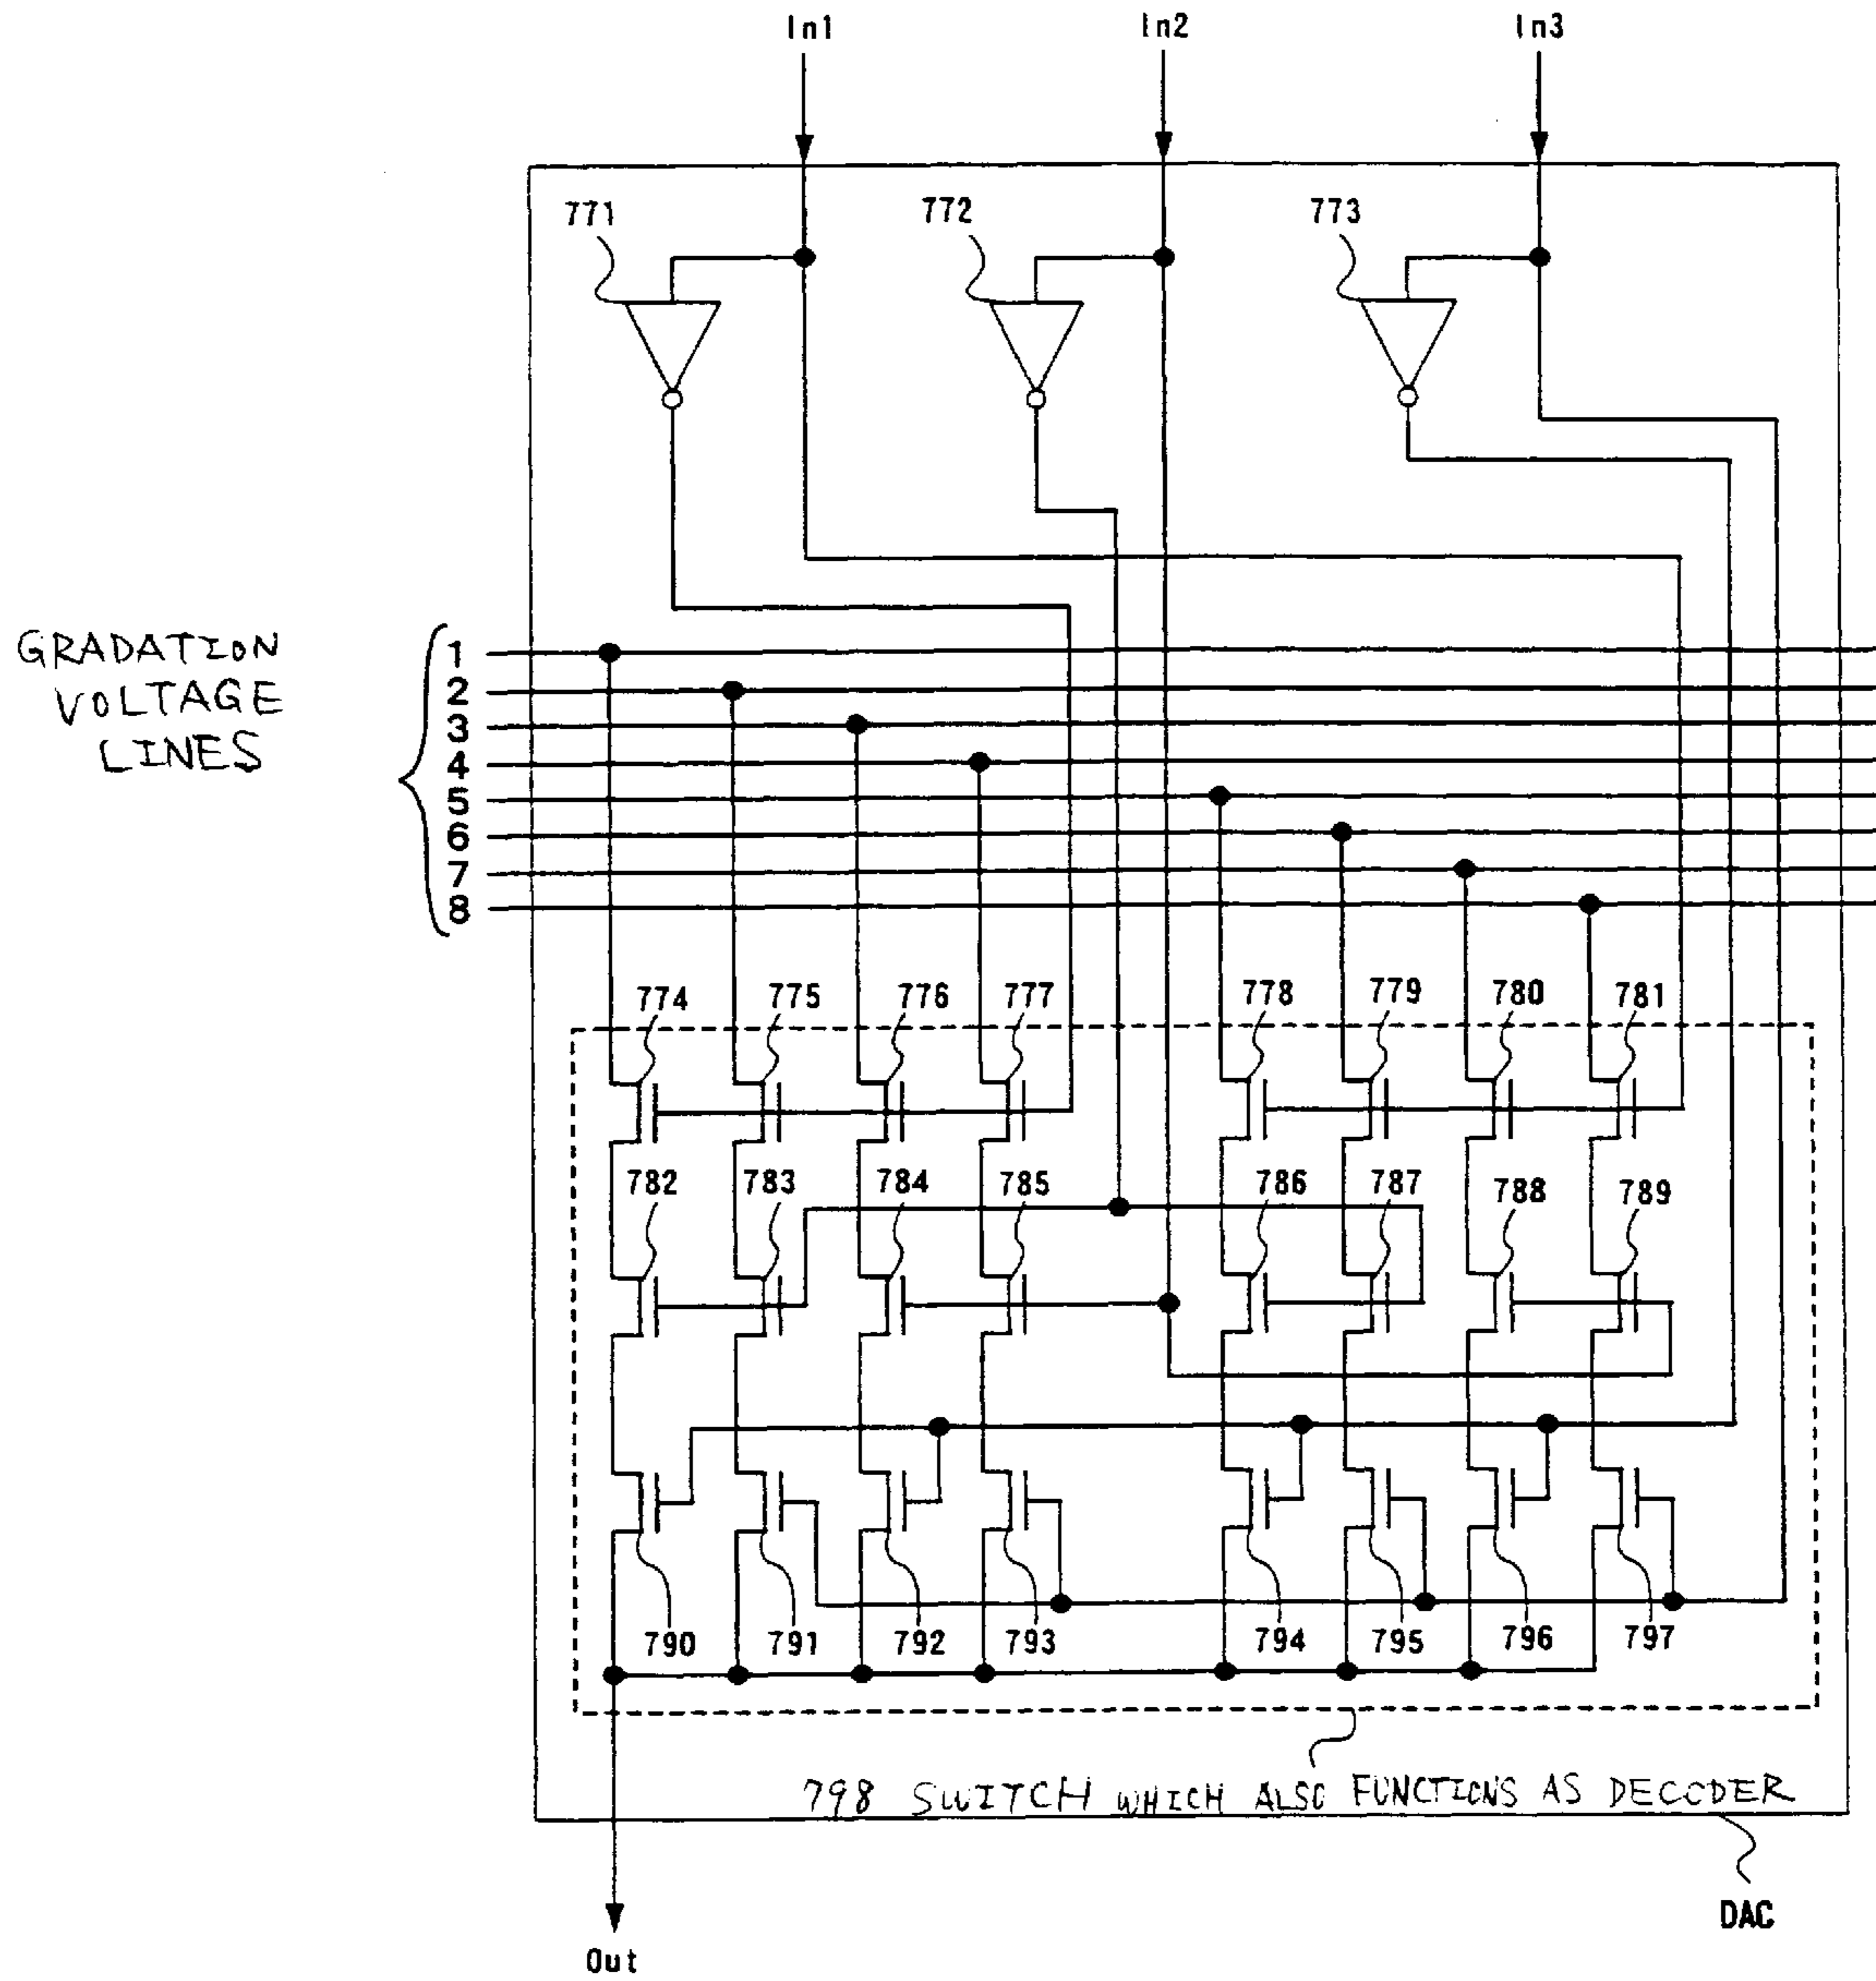 In1 In2 In3
771 772 773
GRADATION
VOLTAGE
LINES
1
2
3
4
5
6
7
8
774 775 776 777 778 779 780 781
782 783 784 785 786 787 788 789
790 791 792 793 794 795 796 797
798 SWITCH WHICH ALSO FUNCTIONS AS DECODER
DAC
Out